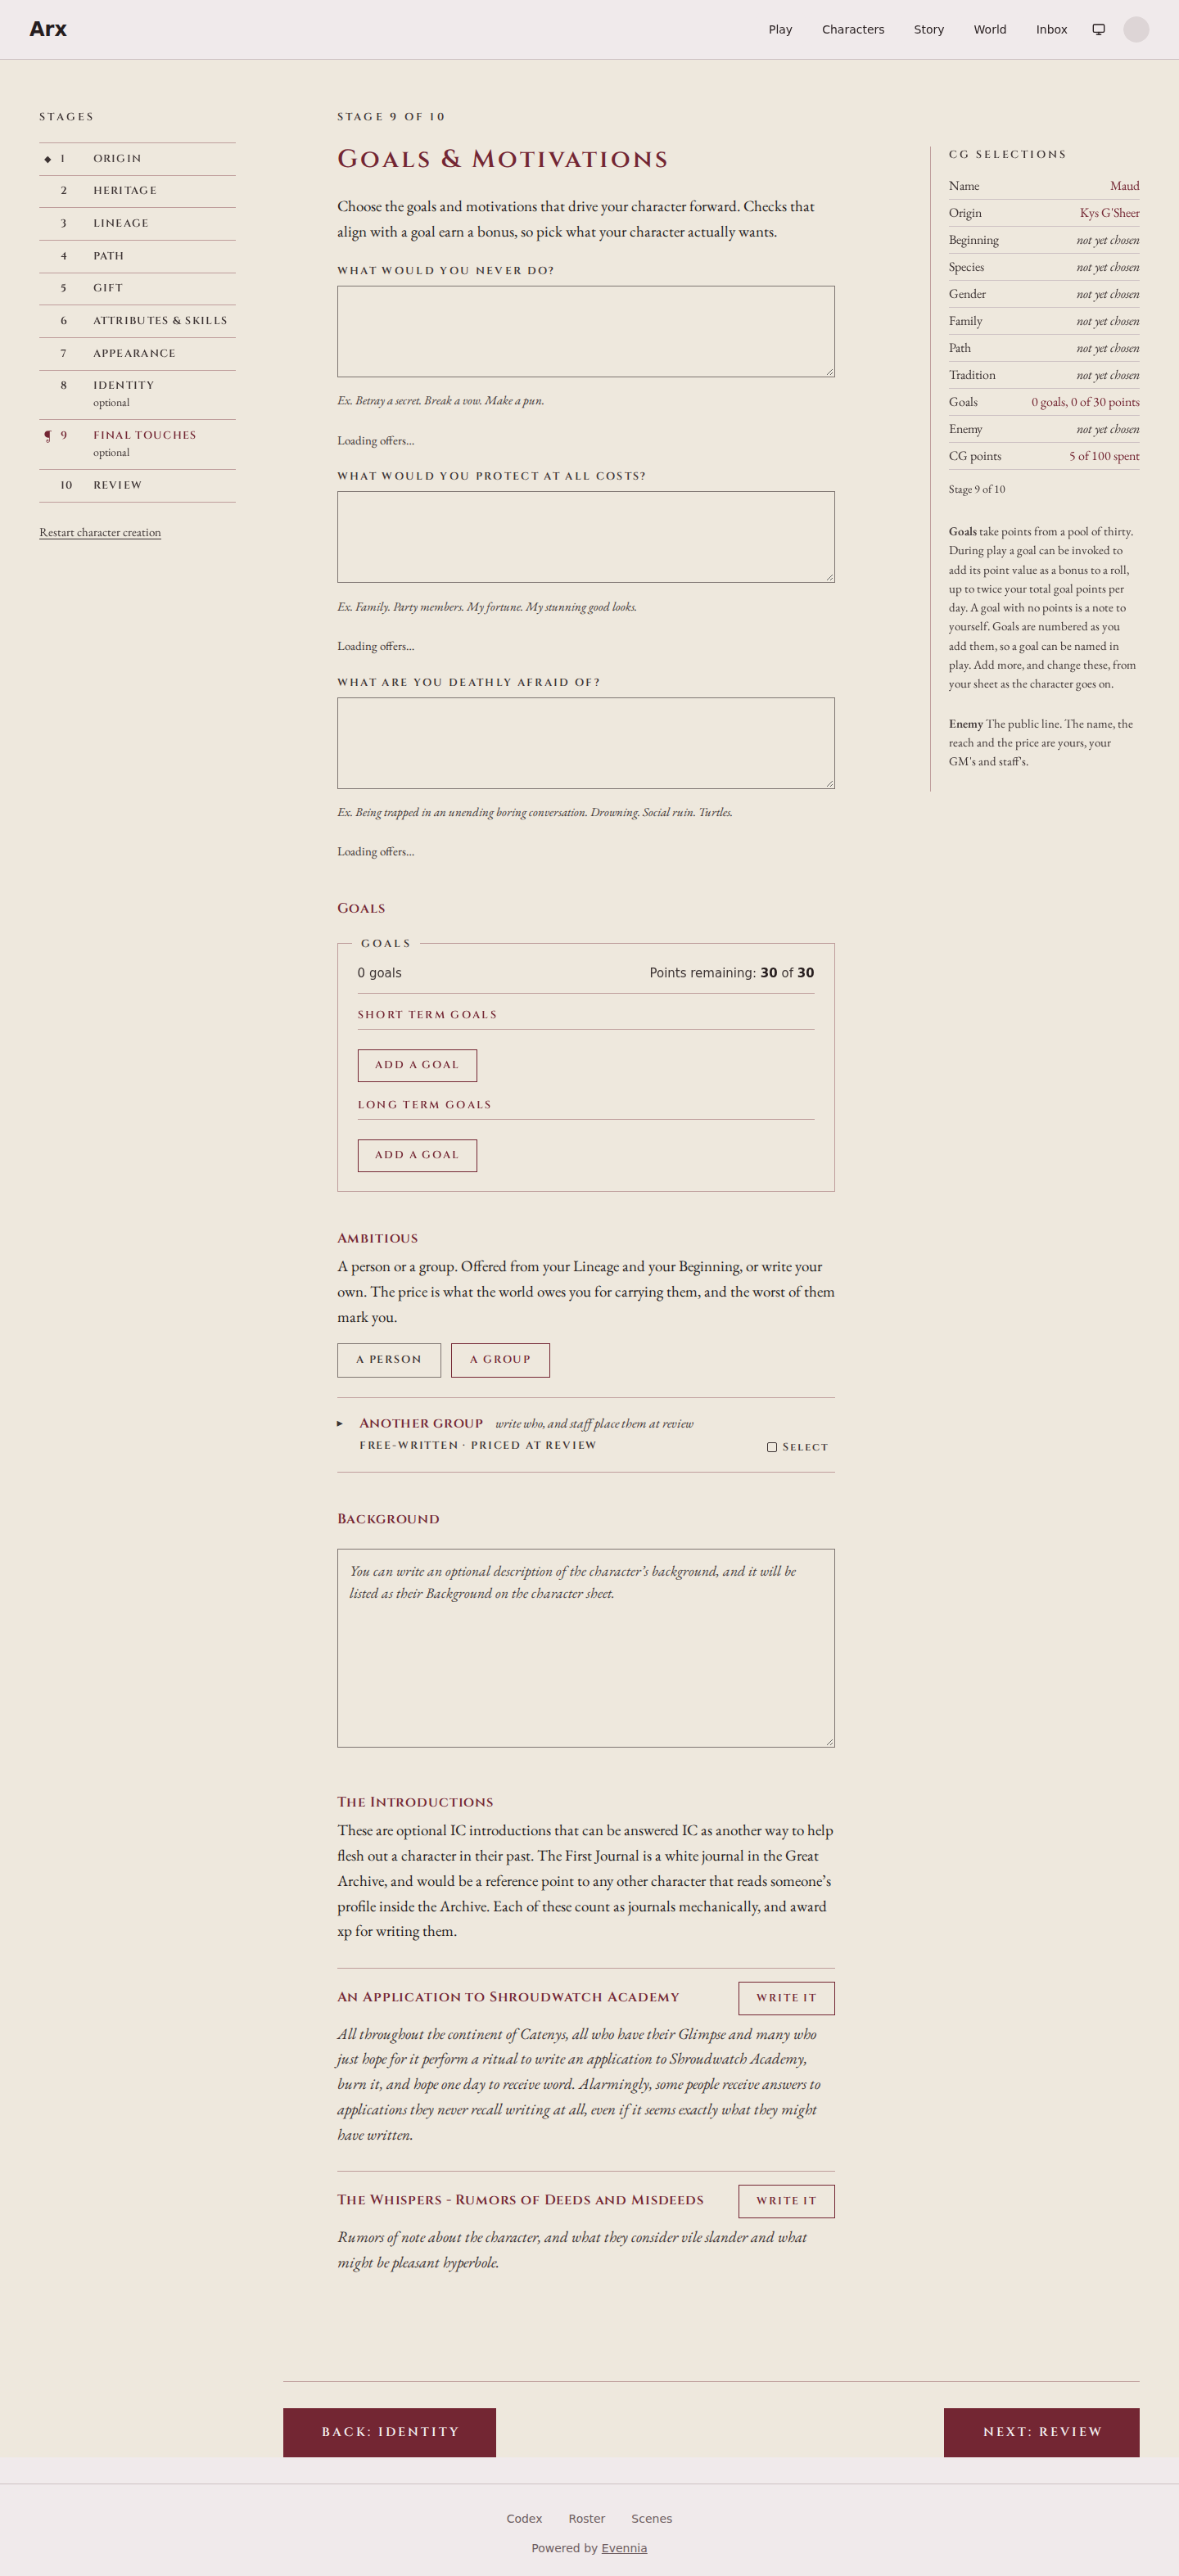 Arx
Play Characters Story World Inbox
STAGES
◆ 1 ORIGIN
2 HERITAGE
3 LINEAGE
4 PATH
5 GIFT
6 ATTRIBUTES & SKILLS
7 APPEARANCE
8 IDENTITY
optional
¶ 9 FINAL TOUCHES
optional
10 REVIEW
Restart character creation
STAGE 9 OF 10
Goals & Motivations
Choose the goals and motivations that drive your character forward. Checks that
align with a goal earn a bonus, so pick what your character actually wants.
WHAT WOULD YOU NEVER DO?
Ex. Betray a secret. Break a vow. Make a pun.
Loading offers...
WHAT WOULD YOU PROTECT AT ALL COSTS?
Ex. Family. Party members. My fortune. My stunning good looks.
Loading offers...
WHAT ARE YOU DEATHLY AFRAID OF?
Ex. Being trapped in an unending boring conversation. Drowning. Social ruin. Turtles.
Loading offers...
Goals
GOALS
0 goals Points remaining: 30 of 30
SHORT TERM GOALS
ADD A GOAL
LONG TERM GOALS
ADD A GOAL
Ambitious
A person or a group. Offered from your Lineage and your Beginning, or write your
own. The price is what the world owes you for carrying them, and the worst of them
mark you.
A PERSON A GROUP
▸ Another group write who, and staff place them at review
FREE-WRITTEN · PRICED AT REVIEW Select
Background
You can write an optional description of the character’s background, and it will be
listed as their Background on the character sheet.
The Introductions
These are optional IC introductions that can be answered IC as another way to help
flesh out a character in their past. The First Journal is a white journal in the Great
Archive, and would be a reference point to any other character that reads someone’s
profile inside the Archive. Each of these count as journals mechanically, and award
xp for writing them.
An Application to Shroudwatch Academy WRITE IT
All throughout the continent of Catenys, all who have their Glimpse and many who
just hope for it perform a ritual to write an application to Shroudwatch Academy,
burn it, and hope one day to receive word. Alarmingly, some people receive answers to
applications they never recall writing at all, even if it seems exactly what they might
have written.
The Whispers - Rumors of Deeds and Misdeeds WRITE IT
Rumors of note about the character, and what they consider vile slander and what
might be pleasant hyperbole.
CG SELECTIONS
Name Maud
Origin Kys G'Sheer
Beginning not yet chosen
Species not yet chosen
Gender not yet chosen
Family not yet chosen
Path not yet chosen
Tradition not yet chosen
Goals 0 goals, 0 of 30 points
Enemy not yet chosen
CG points 5 of 100 spent
Stage 9 of 10
Goals take points from a pool of thirty.
During play a goal can be invoked to
add its point value as a bonus to a roll,
up to twice your total goal points per
day. A goal with no points is a note to
yourself. Goals are numbered as you
add them, so a goal can be named in
play. Add more, and change these, from
your sheet as the character goes on.
Enemy The public line. The name, the
reach and the price are yours, your
GM's and staff's.
BACK: IDENTITY NEXT: REVIEW
Codex Roster Scenes
Powered by Evennia